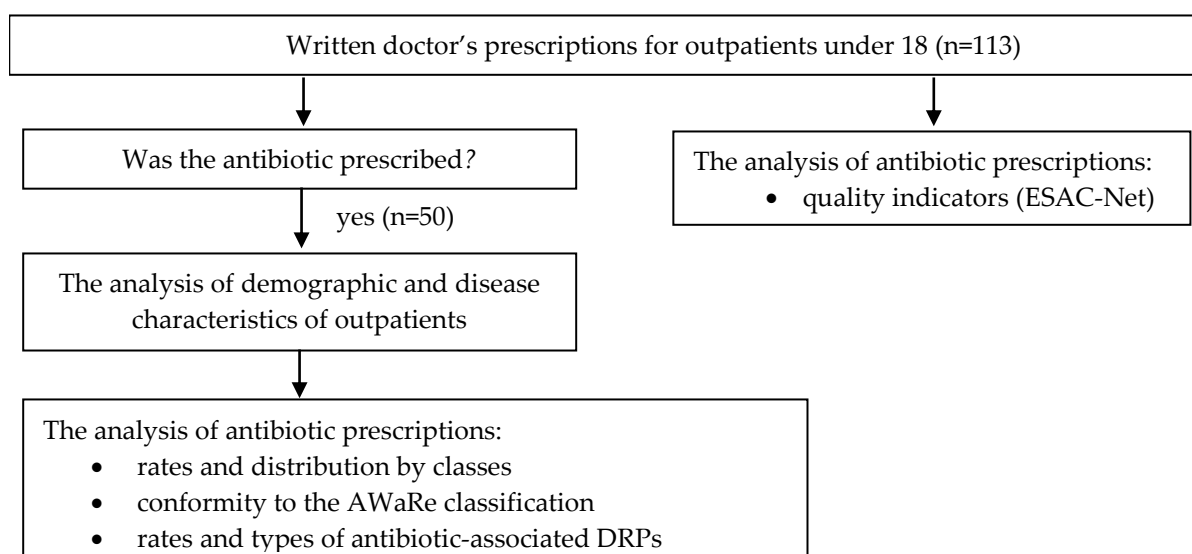 Written doctor's prescriptions for outpatients under 18 (n=113)
Was the antibiotic prescribed?
yes (n=50)
The analysis of demographic and disease
characteristics of outpatients
The analysis of antibiotic prescriptions:
• rates and distribution by classes
• conformity to the AWaRe classification
• rates and types of antibiotic-associated DRPs
The analysis of antibiotic prescriptions:
• quality indicators (ESAC-Net)